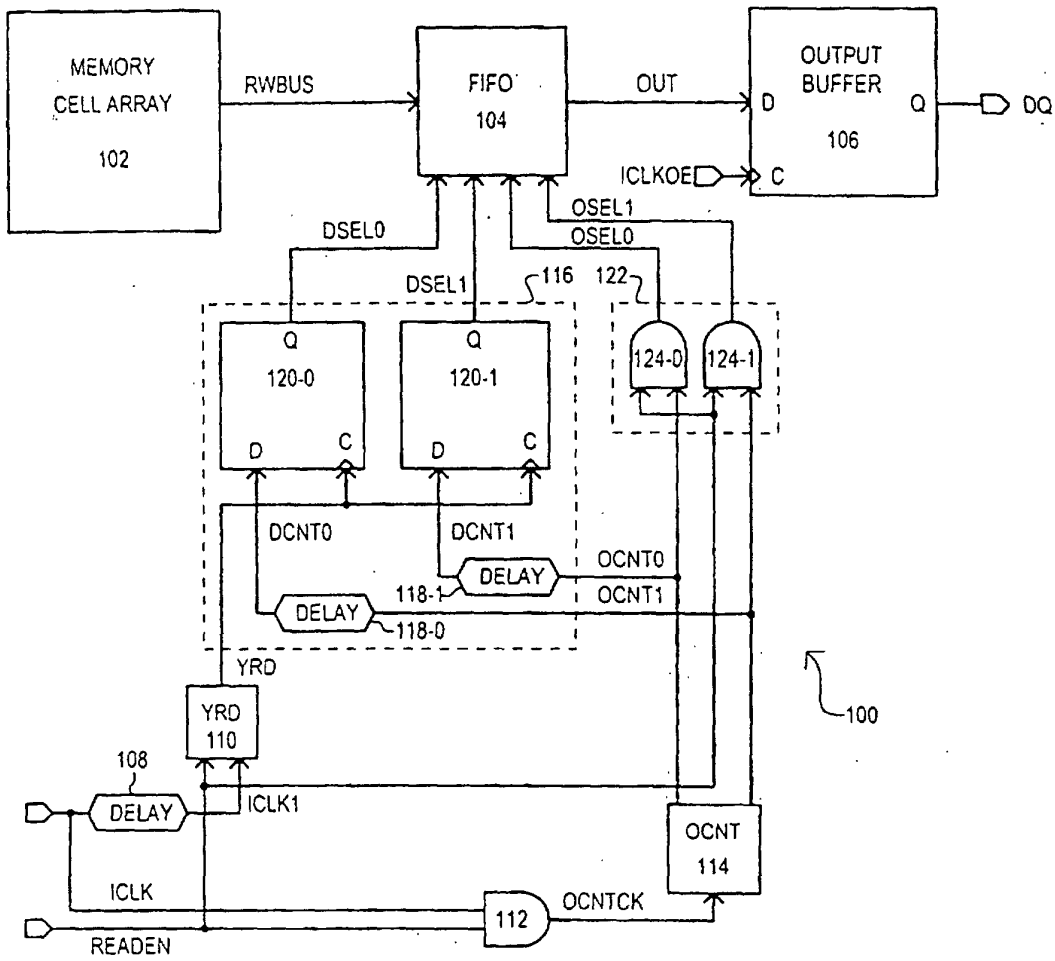 MEMORY
CELL ARRAY
102
RWBUS
FIFO
104
OUT
OUTPUT
BUFFER
106
D
Q
C
DQ
ICLKOE
OSEL1
OSEL0
DSEL0
DSEL1
116
122
Q
120-0
D
C
Q
120-1
D
C
124-0
124-1
DCNT0
DCNT1
DELAY
118-1
OCNT0
OCNT1
DELAY
118-0
YRD
YRD
110
100
108
DELAY
ICLK1
OCNT
114
ICLK
112
OCNTCK
READEN